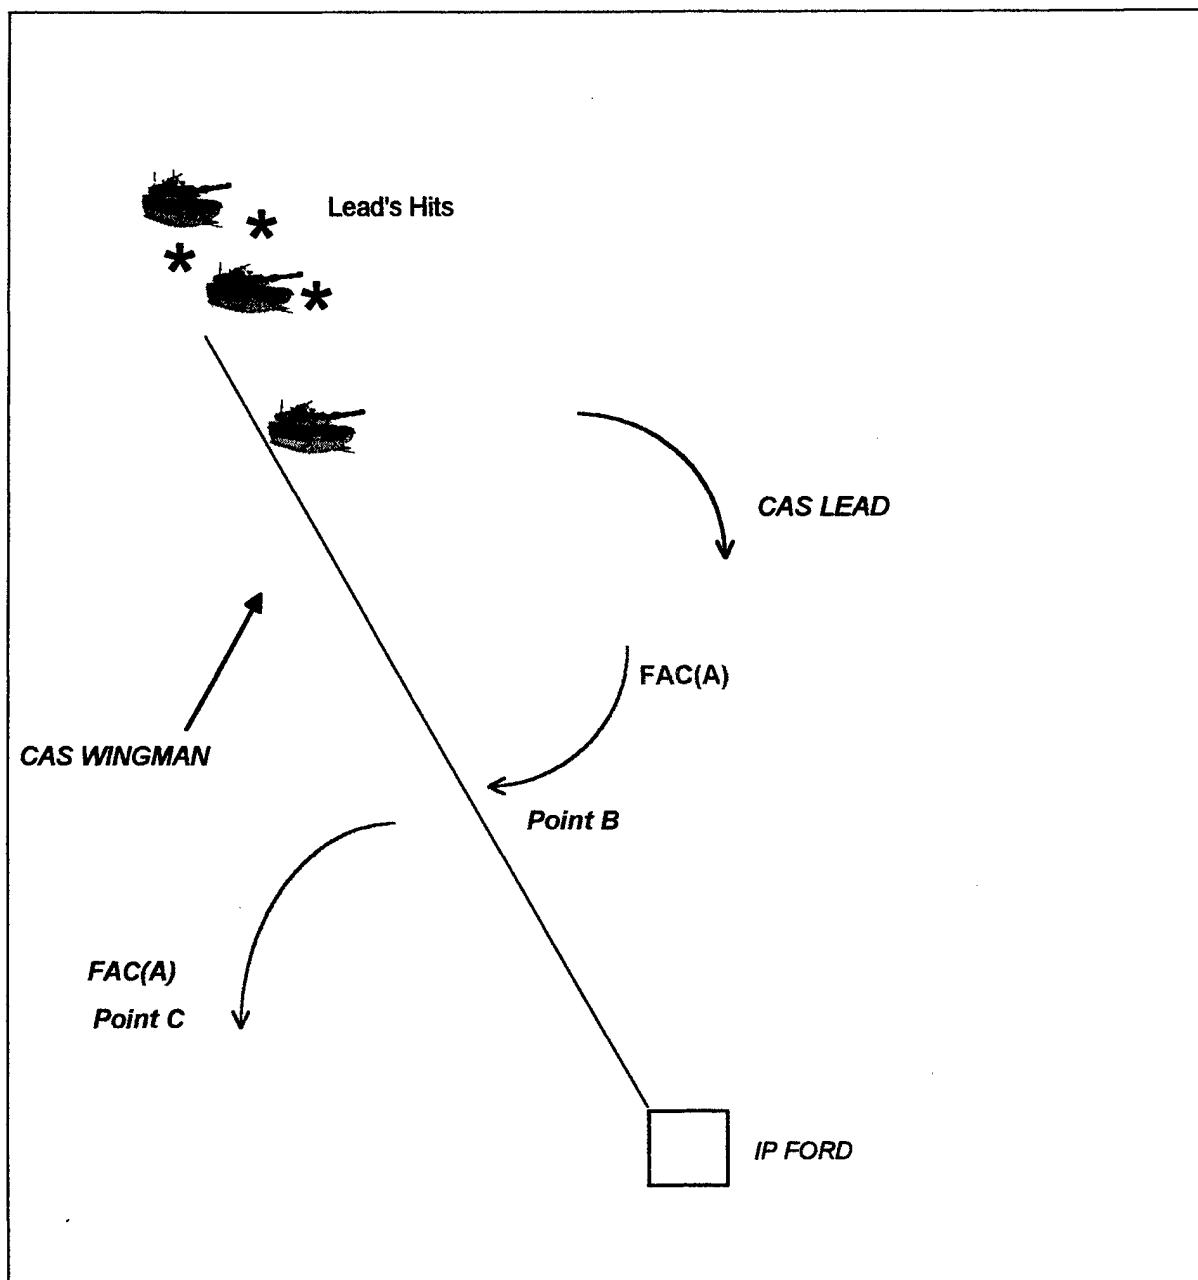 Lead's Hits
CAS LEAD
FAC(A)
CAS WINGMAN
Point B
FAC(A)
Point C
IP FORD